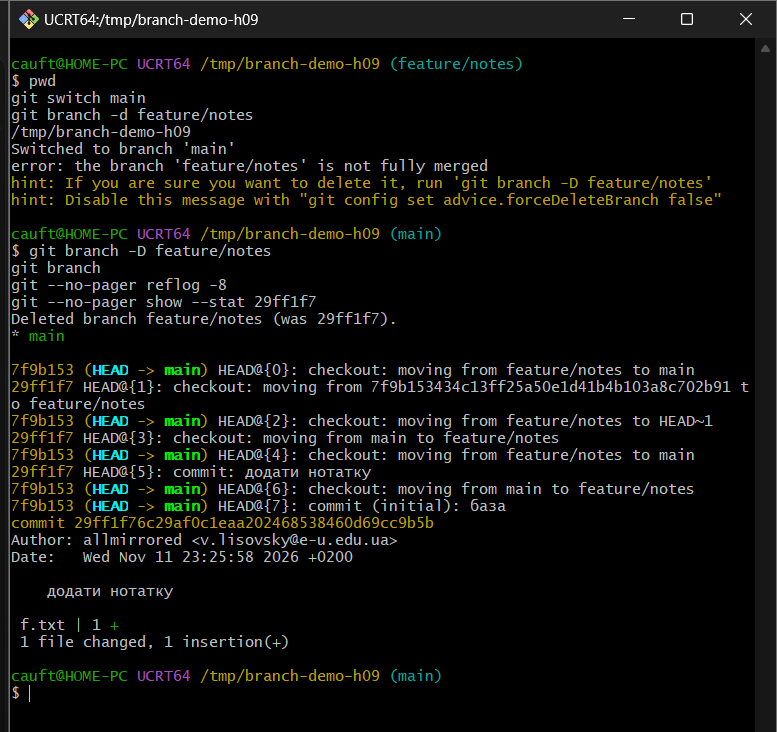 UCRT64:/tmp/branch-demo-h09
cauft@HOME-PC UCRT64 /tmp/branch-demo-h09 (feature/notes)
$ pwd
git switch main
git branch -d feature/notes
/tmp/branch-demo-h09
Switched to branch 'main'
error: the branch 'feature/notes' is not fully merged
hint: If you are sure you want to delete it, run 'git branch -D feature/notes'
hint: Disable this message with "git config set advice.forceDeleteBranch false"
cauft@HOME-PC UCRT64 /tmp/branch-demo-h09 (main)
$ git branch -D feature/notes
git branch
git --no-pager reflog -8
git --no-pager show --stat 29ff1f7
Deleted branch feature/notes (was 29ff1f7).
* main
7f9b153 (HEAD -> main) HEAD@{0}: checkout: moving from feature/notes to main
29ff1f7 HEAD@{1}: checkout: moving from 7f9b153434c13ff25a50e1d41b4b103a8c702b91 t
o feature/notes
7f9b153 (HEAD -> main) HEAD@{2}: checkout: moving from feature/notes to HEAD~1
29ff1f7 HEAD@{3}: checkout: moving from main to feature/notes
7f9b153 (HEAD -> main) HEAD@{4}: checkout: moving from feature/notes to main
29ff1f7 HEAD@{5}: commit: додати нотатку
7f9b153 (HEAD -> main) HEAD@{6}: checkout: moving from main to feature/notes
7f9b153 (HEAD -> main) HEAD@{7}: commit (initial): база
commit 29ff1f76c29af0c1eaa202468538460d69cc9b5b
Author: allmirrored <v.lisovsky@e-u.edu.ua>
Date:   Wed Nov 11 23:25:58 2026 +0200
додати нотатку
f.txt | 1 +
1 file changed, 1 insertion(+)
cauft@HOME-PC UCRT64 /tmp/branch-demo-h09 (main)
$